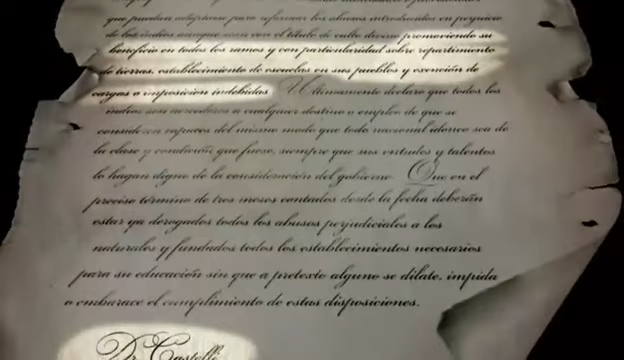 que puedan adoptarse para reformar los abusos introducidos en perjuicio
de los indios aunque sean con el título de culto divino promoviendo su
beneficio en todos los ramos y con particularidad sobre repartimiento
de tierras, establecimiento de escuelas en sus pueblos y exención de
cargas o imposición indebidas. Ultimamente declaro que todos los
indios son acreedores a cualquier destino o empleo de que se
consideren capaces del mismo modo que todo nacional idoneo sea de
la clase y condición que fuese, siempre que sus virtudes y talentos
lo hagan digno de la consideración del gobierno. Que en el
preciso término de tres meses contados desde la fecha deberán
estar ya derogados todos los abusos perjudiciales a los
naturales y fundados todos los establecimientos necesarios
para su educación sin que a pretexto alguno se dilate, impida
o embarace el cumplimiento de estas disposiciones.
Dr. Castelli